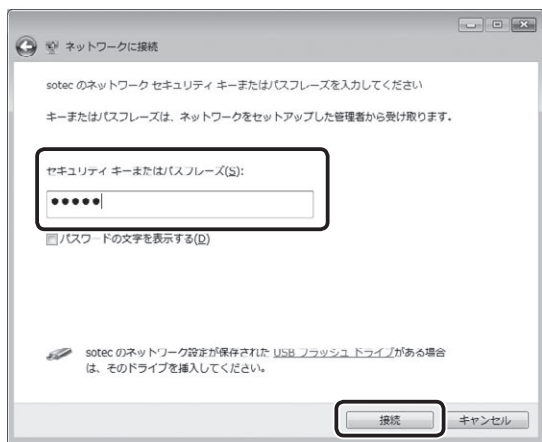 ネットワークに接続
sotec のネットワーク セキュリティ キーまたはパスフレーズを入力してください
キーまたはパスフレーズは、ネットワークをセットアップした管理者から受け取ります。
セキュリティ キーまたはパスフレーズ(S):
●●●●●
パスワードの文字を表示する(D)
sotec のネットワーク設定が保存された USB フラッシュ ドライブがある場合
は、そのドライブを挿入してください。
接続 キャンセル